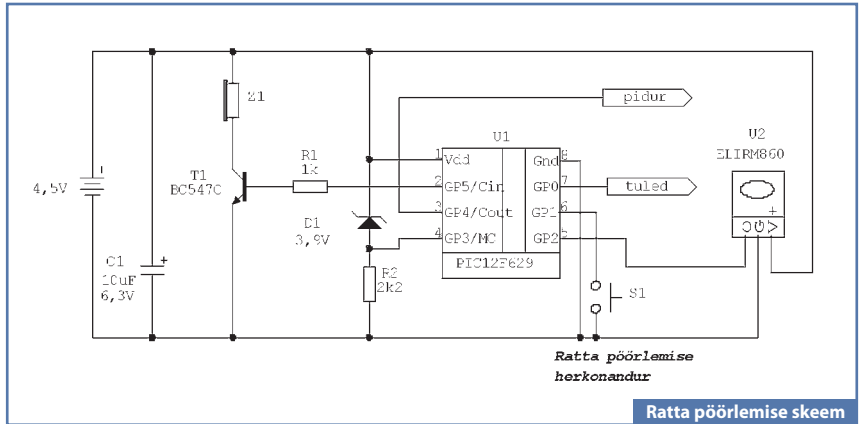 4,5V
C1
10uF
6,3V
+
Z1
T1
BC547C
R1
1k
D1
3,9V
R2
2k2
U1
1 Vdd
2 GP5/Cin
3 GP4/Cout
4 GP3/MC
Gnd 8
GP0 7
GP1 6
GP2 5
PIC12F629
pidur
tuled
S1
U2
ELIRM860
+
OGV
Ratta pöörlemise
herkonandur
Ratta pöörlemise skeem